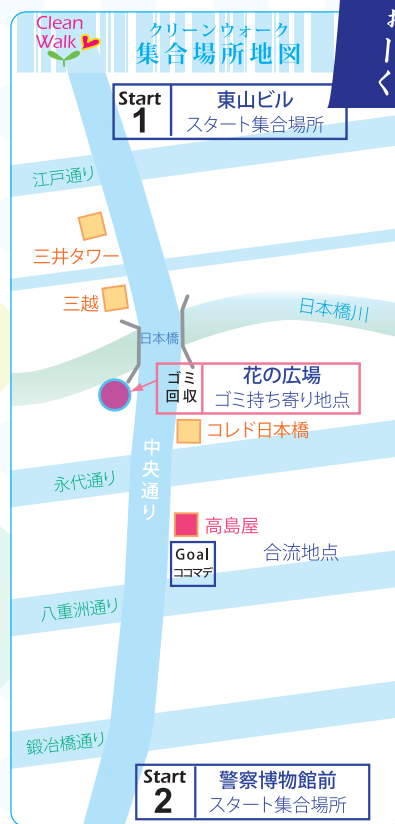 Clean
Walk
クリーンウォーク
集合場所地図
Start
1
東山ビル
スタート集合場所
江戸通り
三井タワー
三越
日本橋川
日本橋
ゴミ
回収
花の広場
ゴミ持ち寄り地点
コレド日本橋
中央通り
永代通り
高島屋
Goal
ココマデ
合流地点
八重洲通り
鍛冶橋通り
Start
2
警察博物館前
スタート集合場所